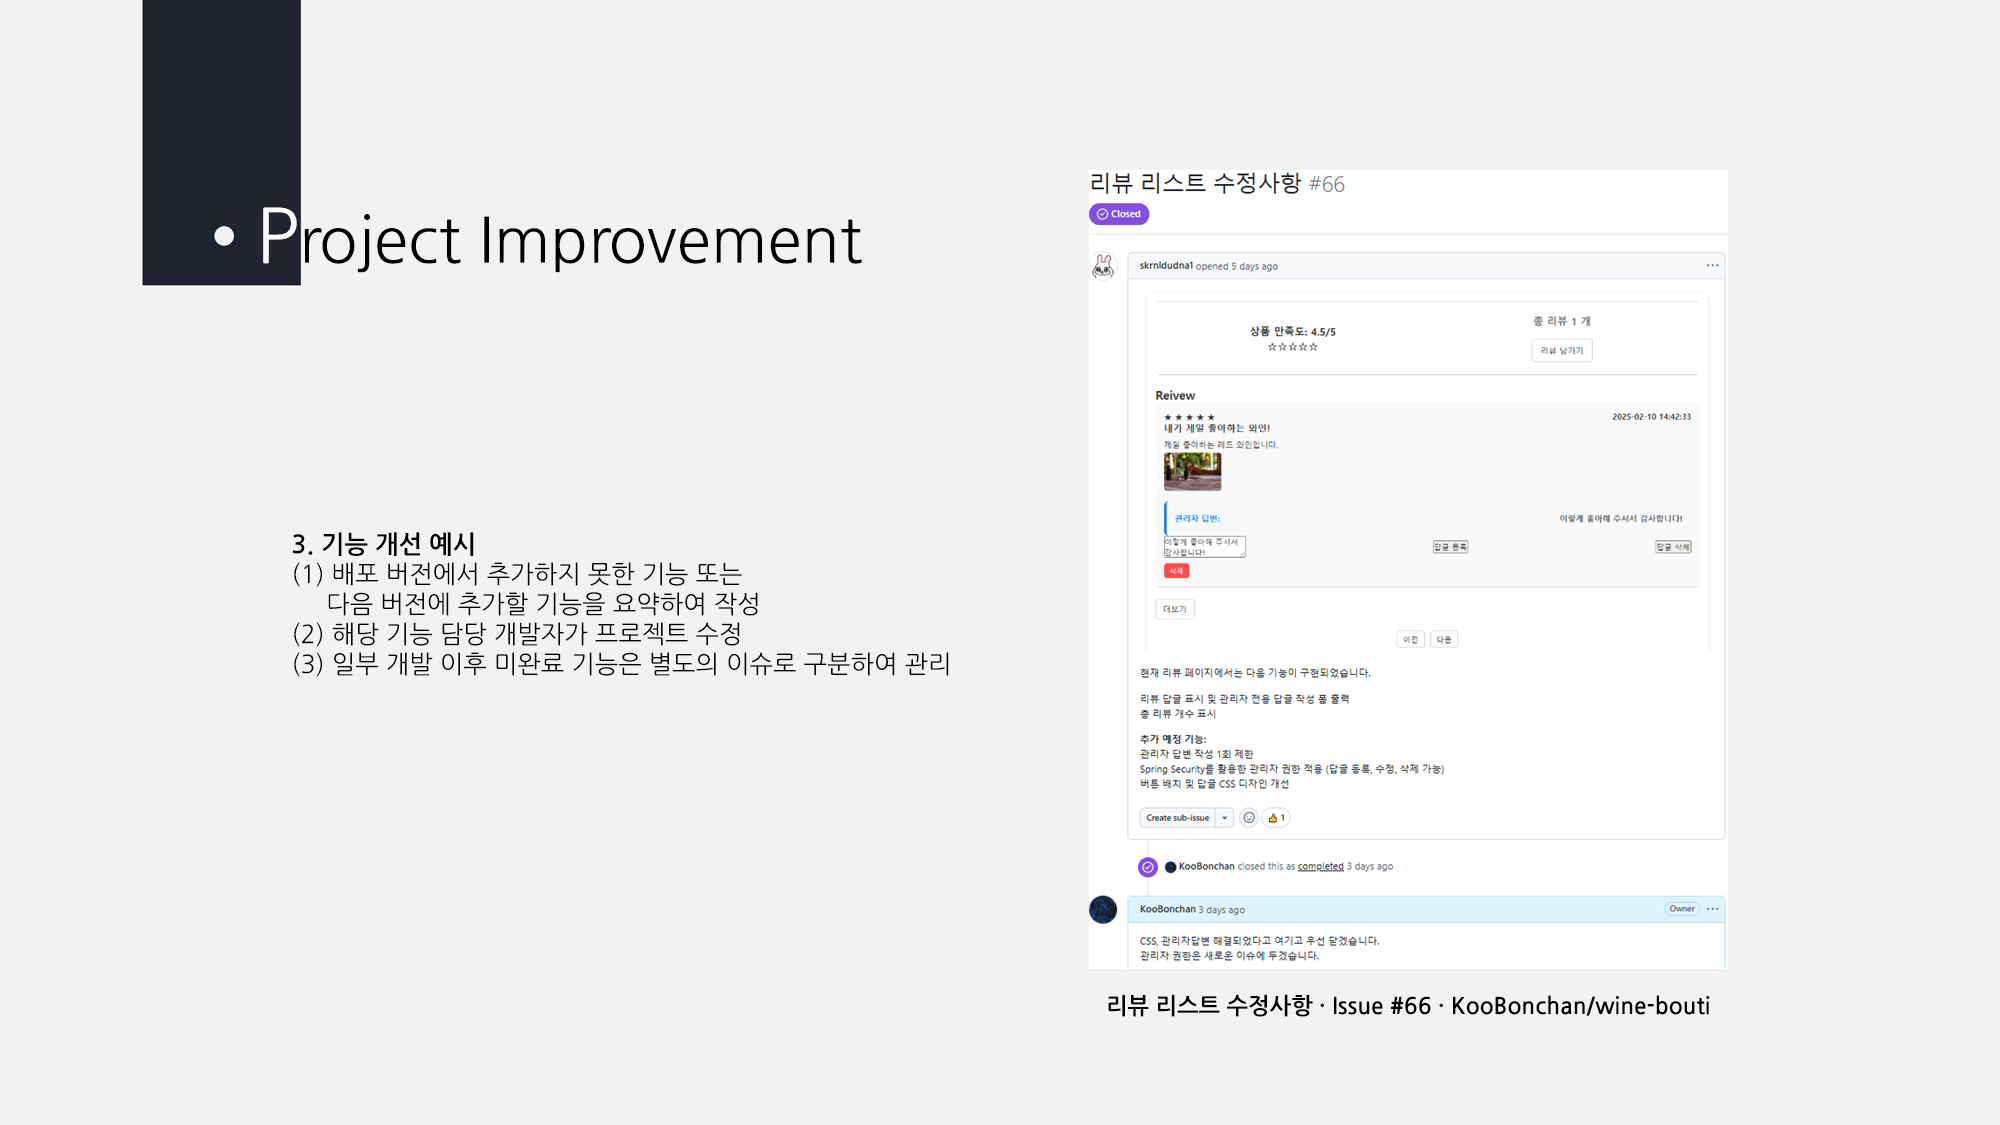 • Project Improvement
3. 기능 개선 예시
(1) 배포 버전에서 추가하지 못한 기능 또는
다음 버전에 추가할 기능을 요약하여 작성
(2) 해당 기능 담당 개발자가 프로젝트 수정
(3) 일부 개발 이후 미완료 기능은 별도의 이슈로 구분하여 관리
리뷰 리스트 수정사항 #66
Closed
skrnldudna1 opened 5 days ago
상품 만족도: 4.5/5
☆☆☆☆☆
총 리뷰 1 개
리뷰 남기기
Reivew
★ ★ ★ ★ ★
2025-02-10 14:42:33
내가 제일 좋아하는 와인!
제일 좋아하는 레드 와인입니다.
관리자 답변:
이렇게 좋아해 주셔서 감사합니다!
이렇게 좋아해 주셔서
감사합니다!
답글 등록
답글 삭제
삭제
더보기
이전
다음
현재 리뷰 페이지에서는 다음 기능이 구현되었습니다.
리뷰 답글 표시 및 관리자 전용 답글 작성 폼 출력
총 리뷰 개수 표시
추가 예정 기능:
관리자 답변 작성 1회 제한
Spring Security를 활용한 관리자 권한 적용 (답글 등록, 수정, 삭제 가능)
버튼 배치 및 답글 CSS 디자인 개선
Create sub-issue
1
KooBonchan closed this as completed 3 days ago
KooBonchan 3 days ago
Owner
CSS, 관리자답변 해결되었다고 여기고 우선 닫겠습니다.
관리자 권한은 새로운 이슈에 두겠습니다.
리뷰 리스트 수정사항 · Issue #66 · KooBonchan/wine-bouti